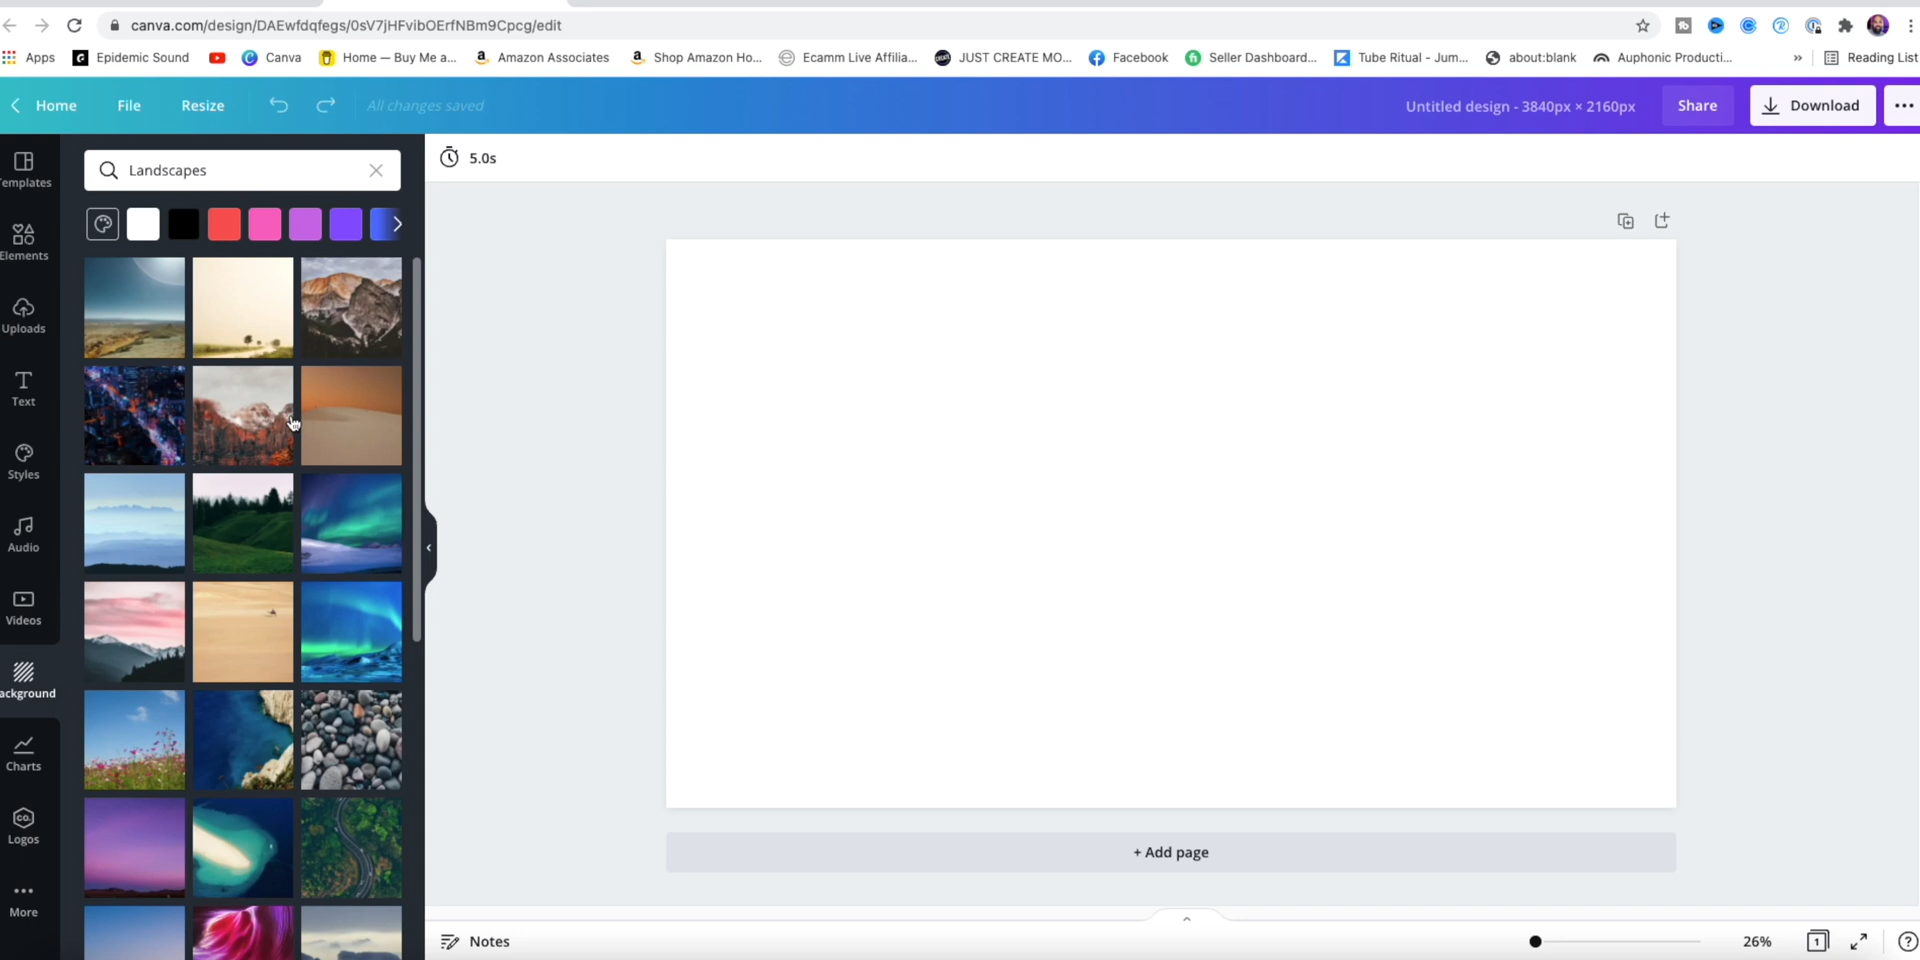 canva.com/design/DAEwfdqfegs/0sV7jHFvibOErfNBm9Cpcg/edit
Apps Epidemic Sound Canva Home — Buy Me a... Amazon Associates Shop Amazon Ho... Ecamm Live Affilia... JUST CREATE MO... Facebook Seller Dashboard... Tube Ritual - Jum... about:blank Auphonic Producti... » Reading List
Home File Resize All changes saved Untitled design - 3840px × 2160px Share Download
Landscapes
5.0s
Templates
Elements
Uploads
Text
Styles
Audio
Videos
ackground
Charts
CO.
Logos
More
+ Add page
Notes 26% 1 ?